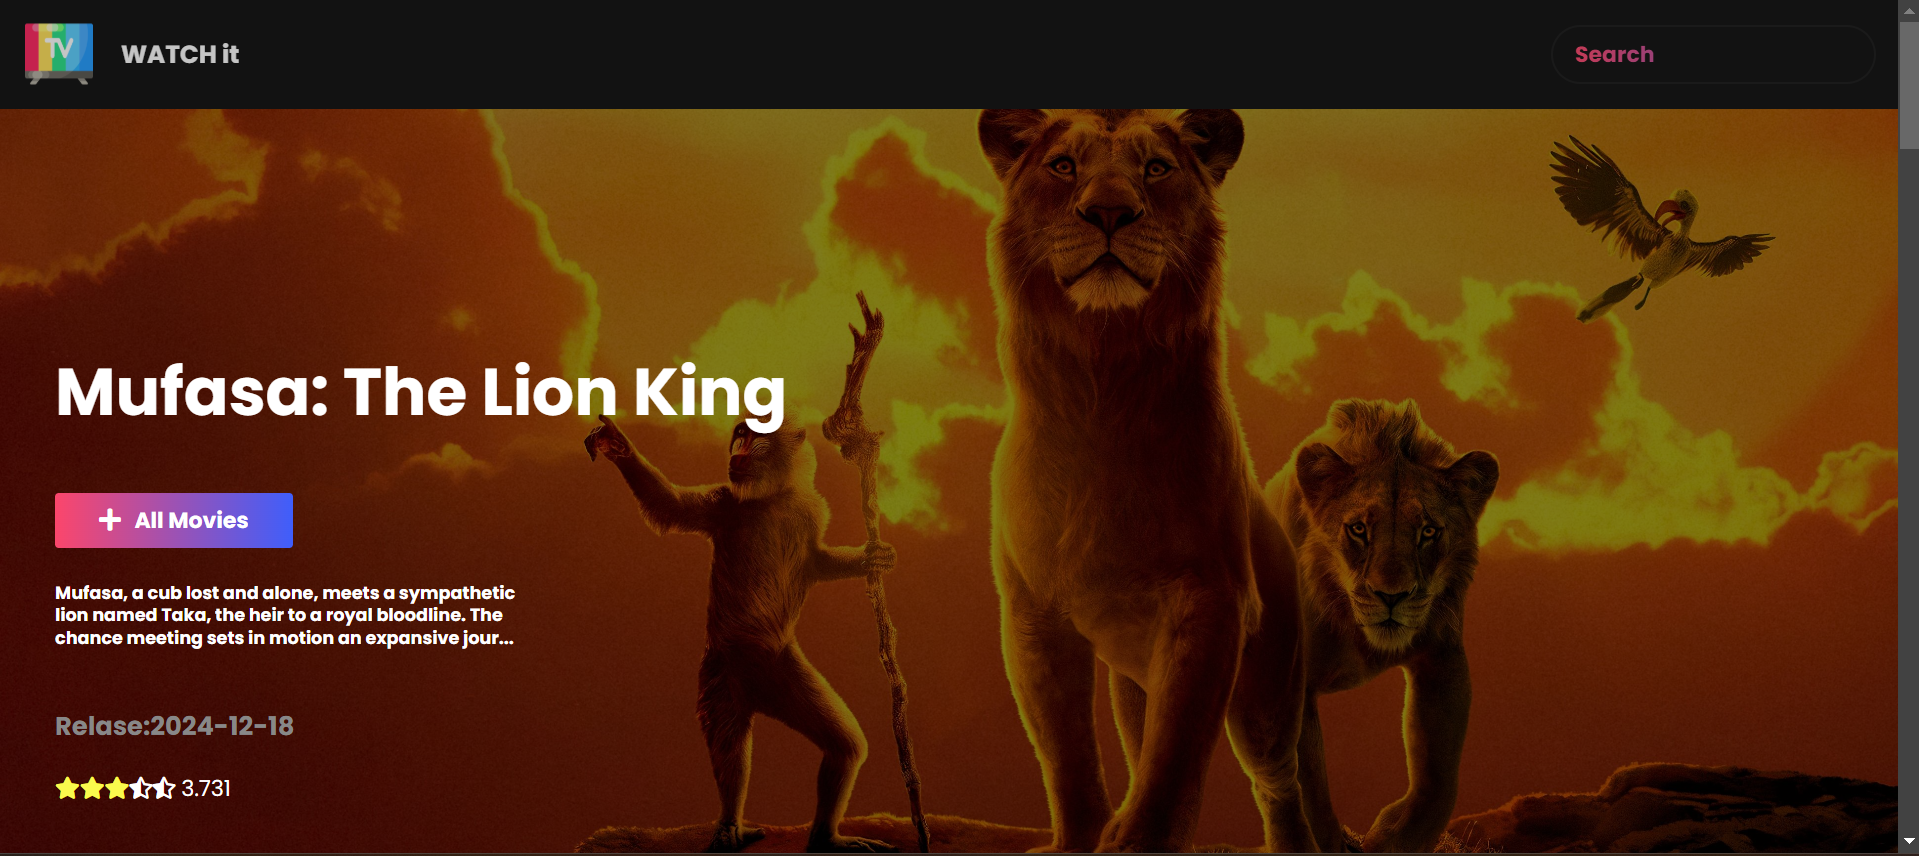 TV
WATCH it
Search
Mufasa: The Lion King
All Movies
Mufasa, a cub lost and alone, meets a sympathetic
lion named Taka, the heir to a royal bloodline. The
chance meeting sets in motion an expansive jour...
Relase:2024-12-18
3.731